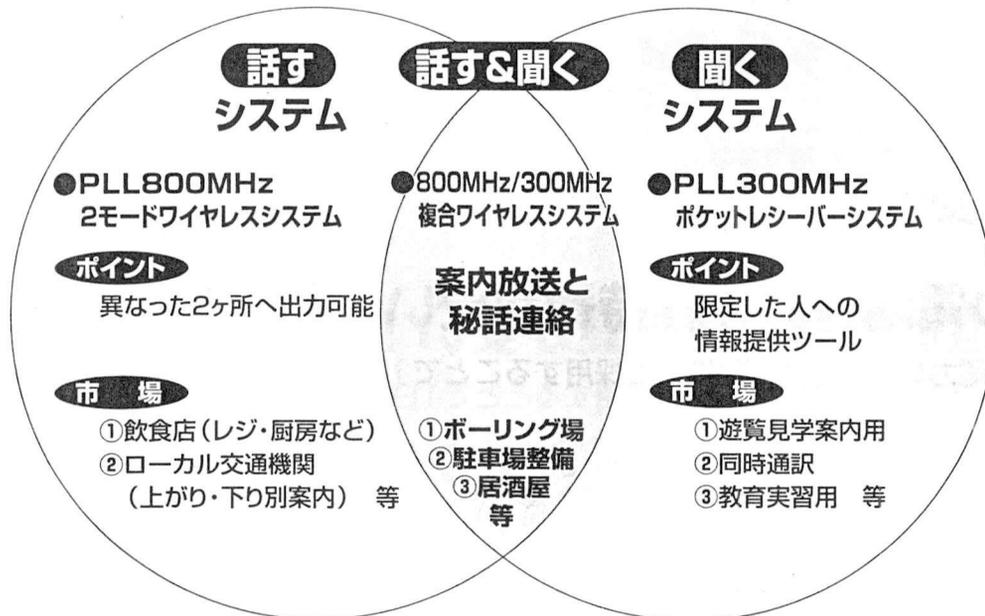 話す
システム
●PLL800MHz
2モードワイヤレスシステム
ポイント
異なった2ヶ所へ出力可能
市 場
①飲食店(レジ・厨房など)
②ローカル交通機関
(上がり・下り別案内) 等
話す&聞く
●800MHz/300MHz
複合ワイヤレスシステム
案内放送と
秘話連絡
①ボーリング場
②駐車場整備
③居酒屋
等
聞く
システム
●PLL300MHz
ポケットレシーバーシステム
ポイント
限定した人への
情報提供ツール
市 場
①遊覧見学案内用
②同時通訳
③教育実習用 等